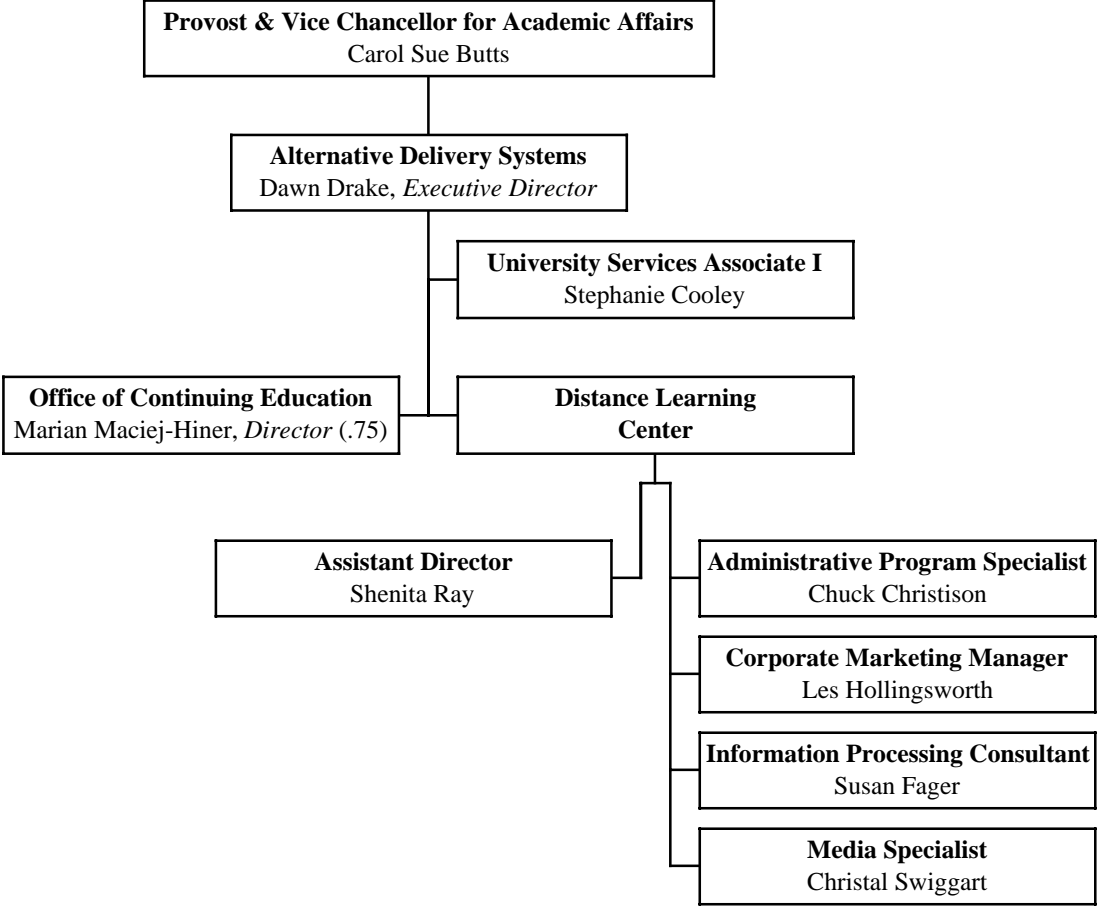 Provost & Vice Chancellor for Academic Affairs
Carol Sue Butts
Alternative Delivery Systems
Dawn Drake, Executive Director
University Services Associate I
Stephanie Cooley
Office of Continuing Education
Marian Maciej-Hiner, Director (.75)
Distance Learning
Center
Assistant Director
Shenita Ray
Administrative Program Specialist
Chuck Christison
Corporate Marketing Manager
Les Hollingsworth
Information Processing Consultant
Susan Fager
Media Specialist
Christal Swiggart